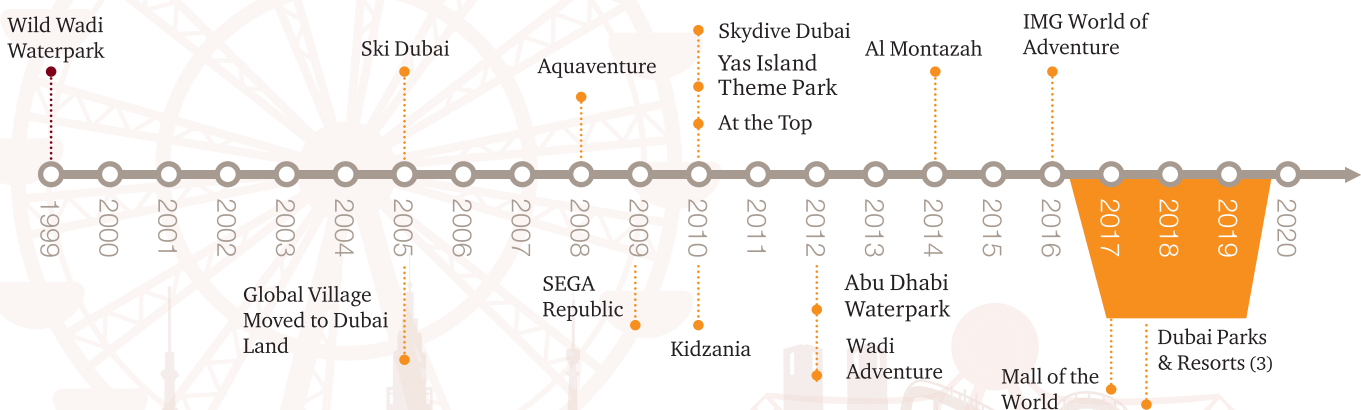 Wild Wadi
Waterpark
Ski Dubai
Aquaventure
Skydive Dubai
Yas Island
Theme Park
At the Top
Al Montazah
IMG World of
Adventure
1999
2000
2001
2002
2003
2004
2005
2006
2007
2008
2009
2010
2011
2012
2013
2014
2015
2016
2017
2018
2019
2020
Global Village
Moved to Dubai
Land
SEGA
Republic
Kidzania
Abu Dhabi
Waterpark
Wadi
Adventure
Mall of the
World
Dubai Parks
& Resorts (3)